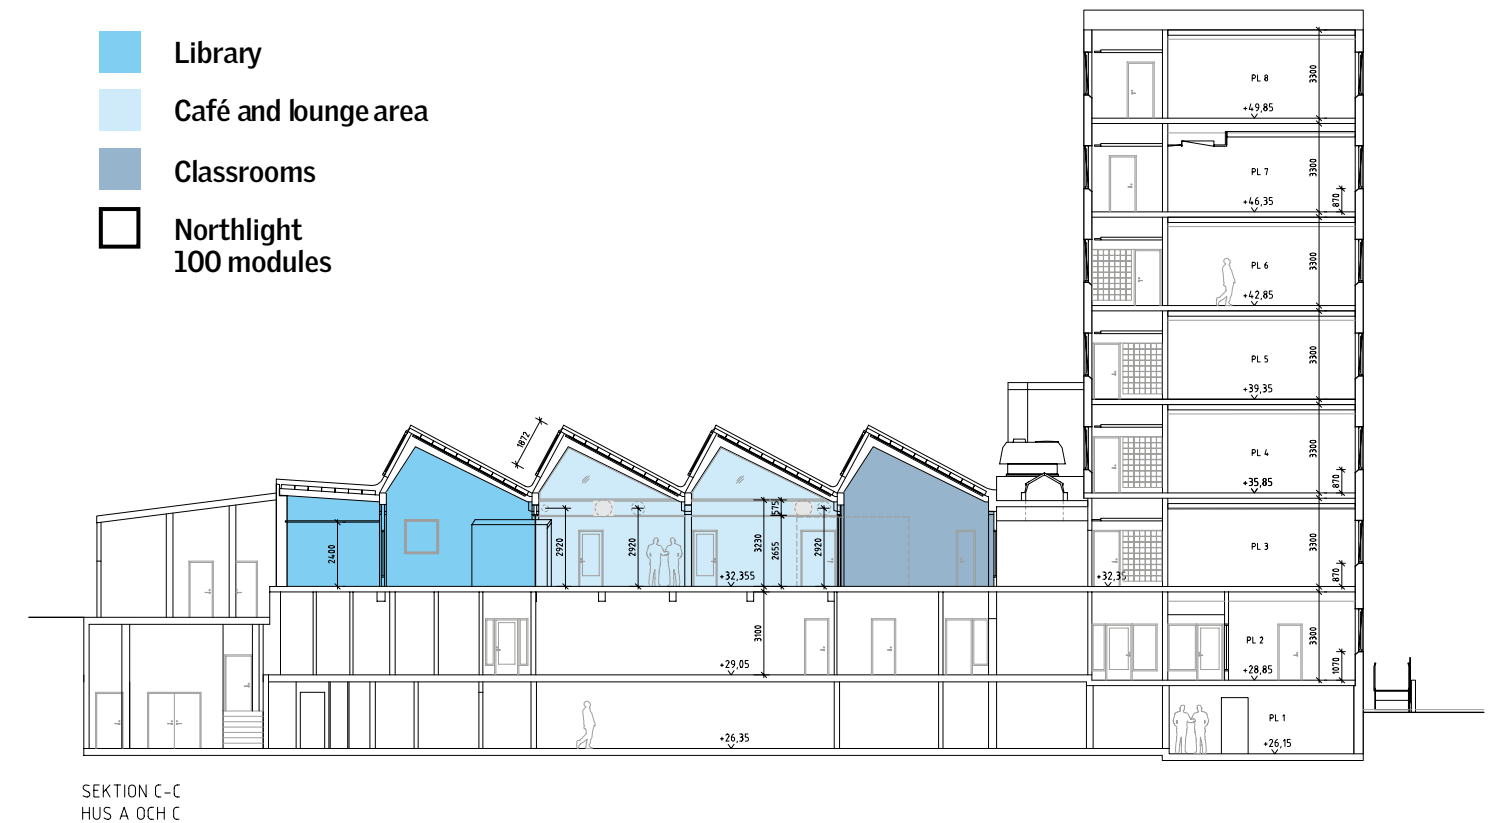 Library
Café and lounge area
Classrooms
Northlight
100 modules
PL 8
3300
+49,85
PL 7
3300
870
+46,35
PL 6
3300
+42,85
PL 5
3300
+39,35
PL 4
3300
870
+35,85
1872
PL 3
3300
870
2400
2920
2920
3230
575
2655
2920
+32,355
+32,35
3100
+29,05
PL 2
3300
1070
+28,85
+26,35
PL 1
+26,15
SEKTION C-C
HUS A OCH C